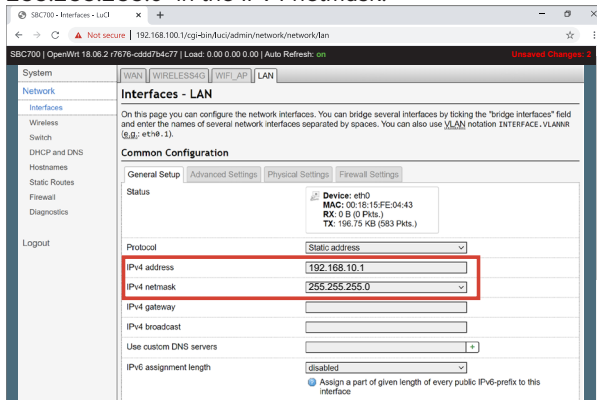 255.255.255.0" in the IPv4 netmask.
SBC700 - Interfaces - LuCI
Not secure | 192.168.100.1/cgi-bin/luci/admin/network/network/lan
SBC700 | OpenWrt 18.06.2 r7676-cddd7b4c77 | Load: 0.00 0.00 0.00 | Auto Refresh: on Unsaved Changes: 2
System
Network
Interfaces
Wireless
Switch
DHCP and DNS
Hostnames
Static Routes
Firewall
Diagnostics
Logout
WAN WIRELESS4G WIFI_AP LAN
Interfaces - LAN
On this page you can configure the network interfaces. You can bridge several interfaces by ticking the "bridge interfaces" field
and enter the names of several network interfaces separated by spaces. You can also use VLAN notation INTERFACE.VLANNR
(e.g.: eth0.1).
Common Configuration
General Setup Advanced Settings Physical Settings Firewall Settings
Status
Device: eth0
MAC: 00:18:15:FE:04:43
RX: 0 B (0 Pkts.)
TX: 196.75 KB (583 Pkts.)
Protocol Static address
IPv4 address 192.168.10.1
IPv4 netmask 255.255.255.0
IPv4 gateway
IPv4 broadcast
Use custom DNS servers
IPv6 assignment length disabled
Assign a part of given length of every public IPv6-prefix to this
interface